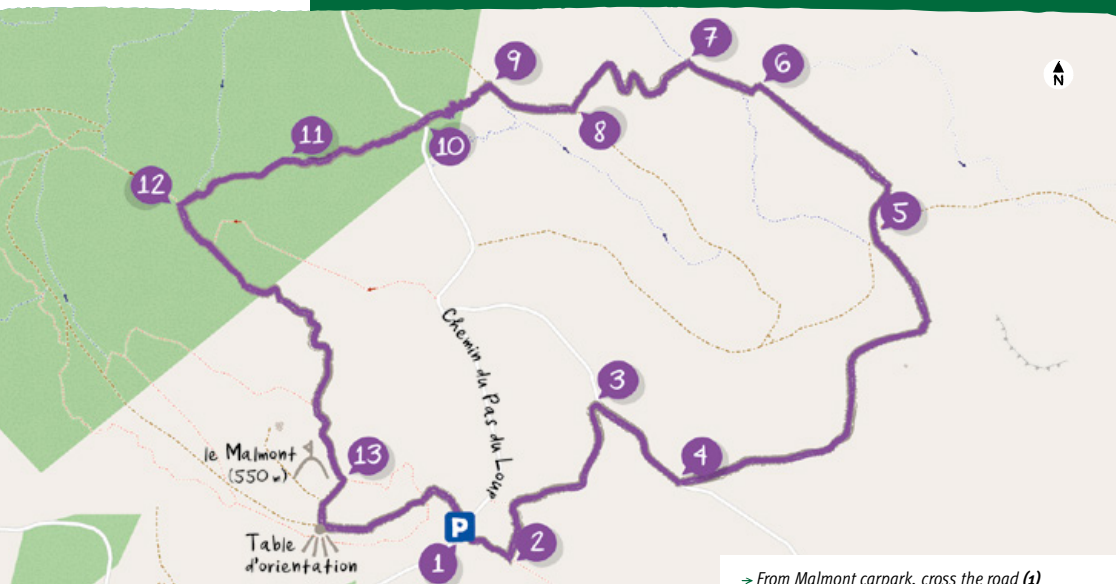 N
7
9
6
8
11
10
12
5
Chemin du Pas du Loup
3
4
le Malmont
(550 m)
13
P
Table
d'orientation
1
2
→ From Malmont carpark, cross the road (1)